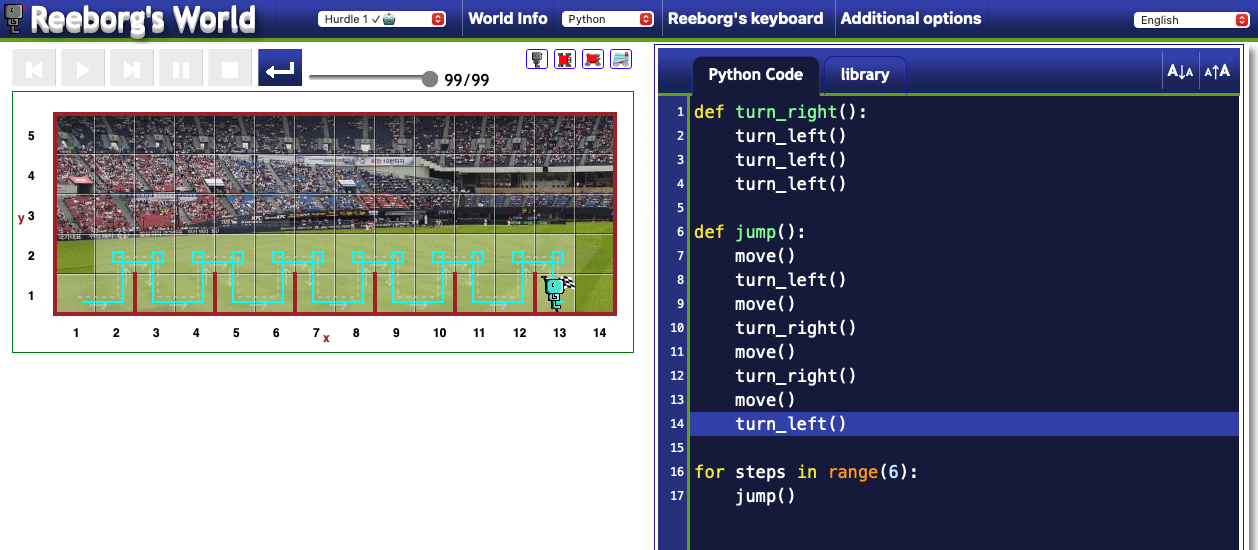 Reeborg's World
Hurdle 1 ✓🤖
World Info
Python
Reeborg's keyboard
Additional options
English
99/99
5
4
y 3
2
1
1 2 3 4 5 6 7 x 8 9 10 11 12 13 14
Python Code
library
A↓A
A↑A
1 def turn_right():
2     turn_left()
3     turn_left()
4     turn_left()
5
6 def jump():
7     move()
8     turn_left()
9     move()
10     turn_right()
11     move()
12     turn_right()
13     move()
14     turn_left()
15
16 for steps in range(6):
17     jump()